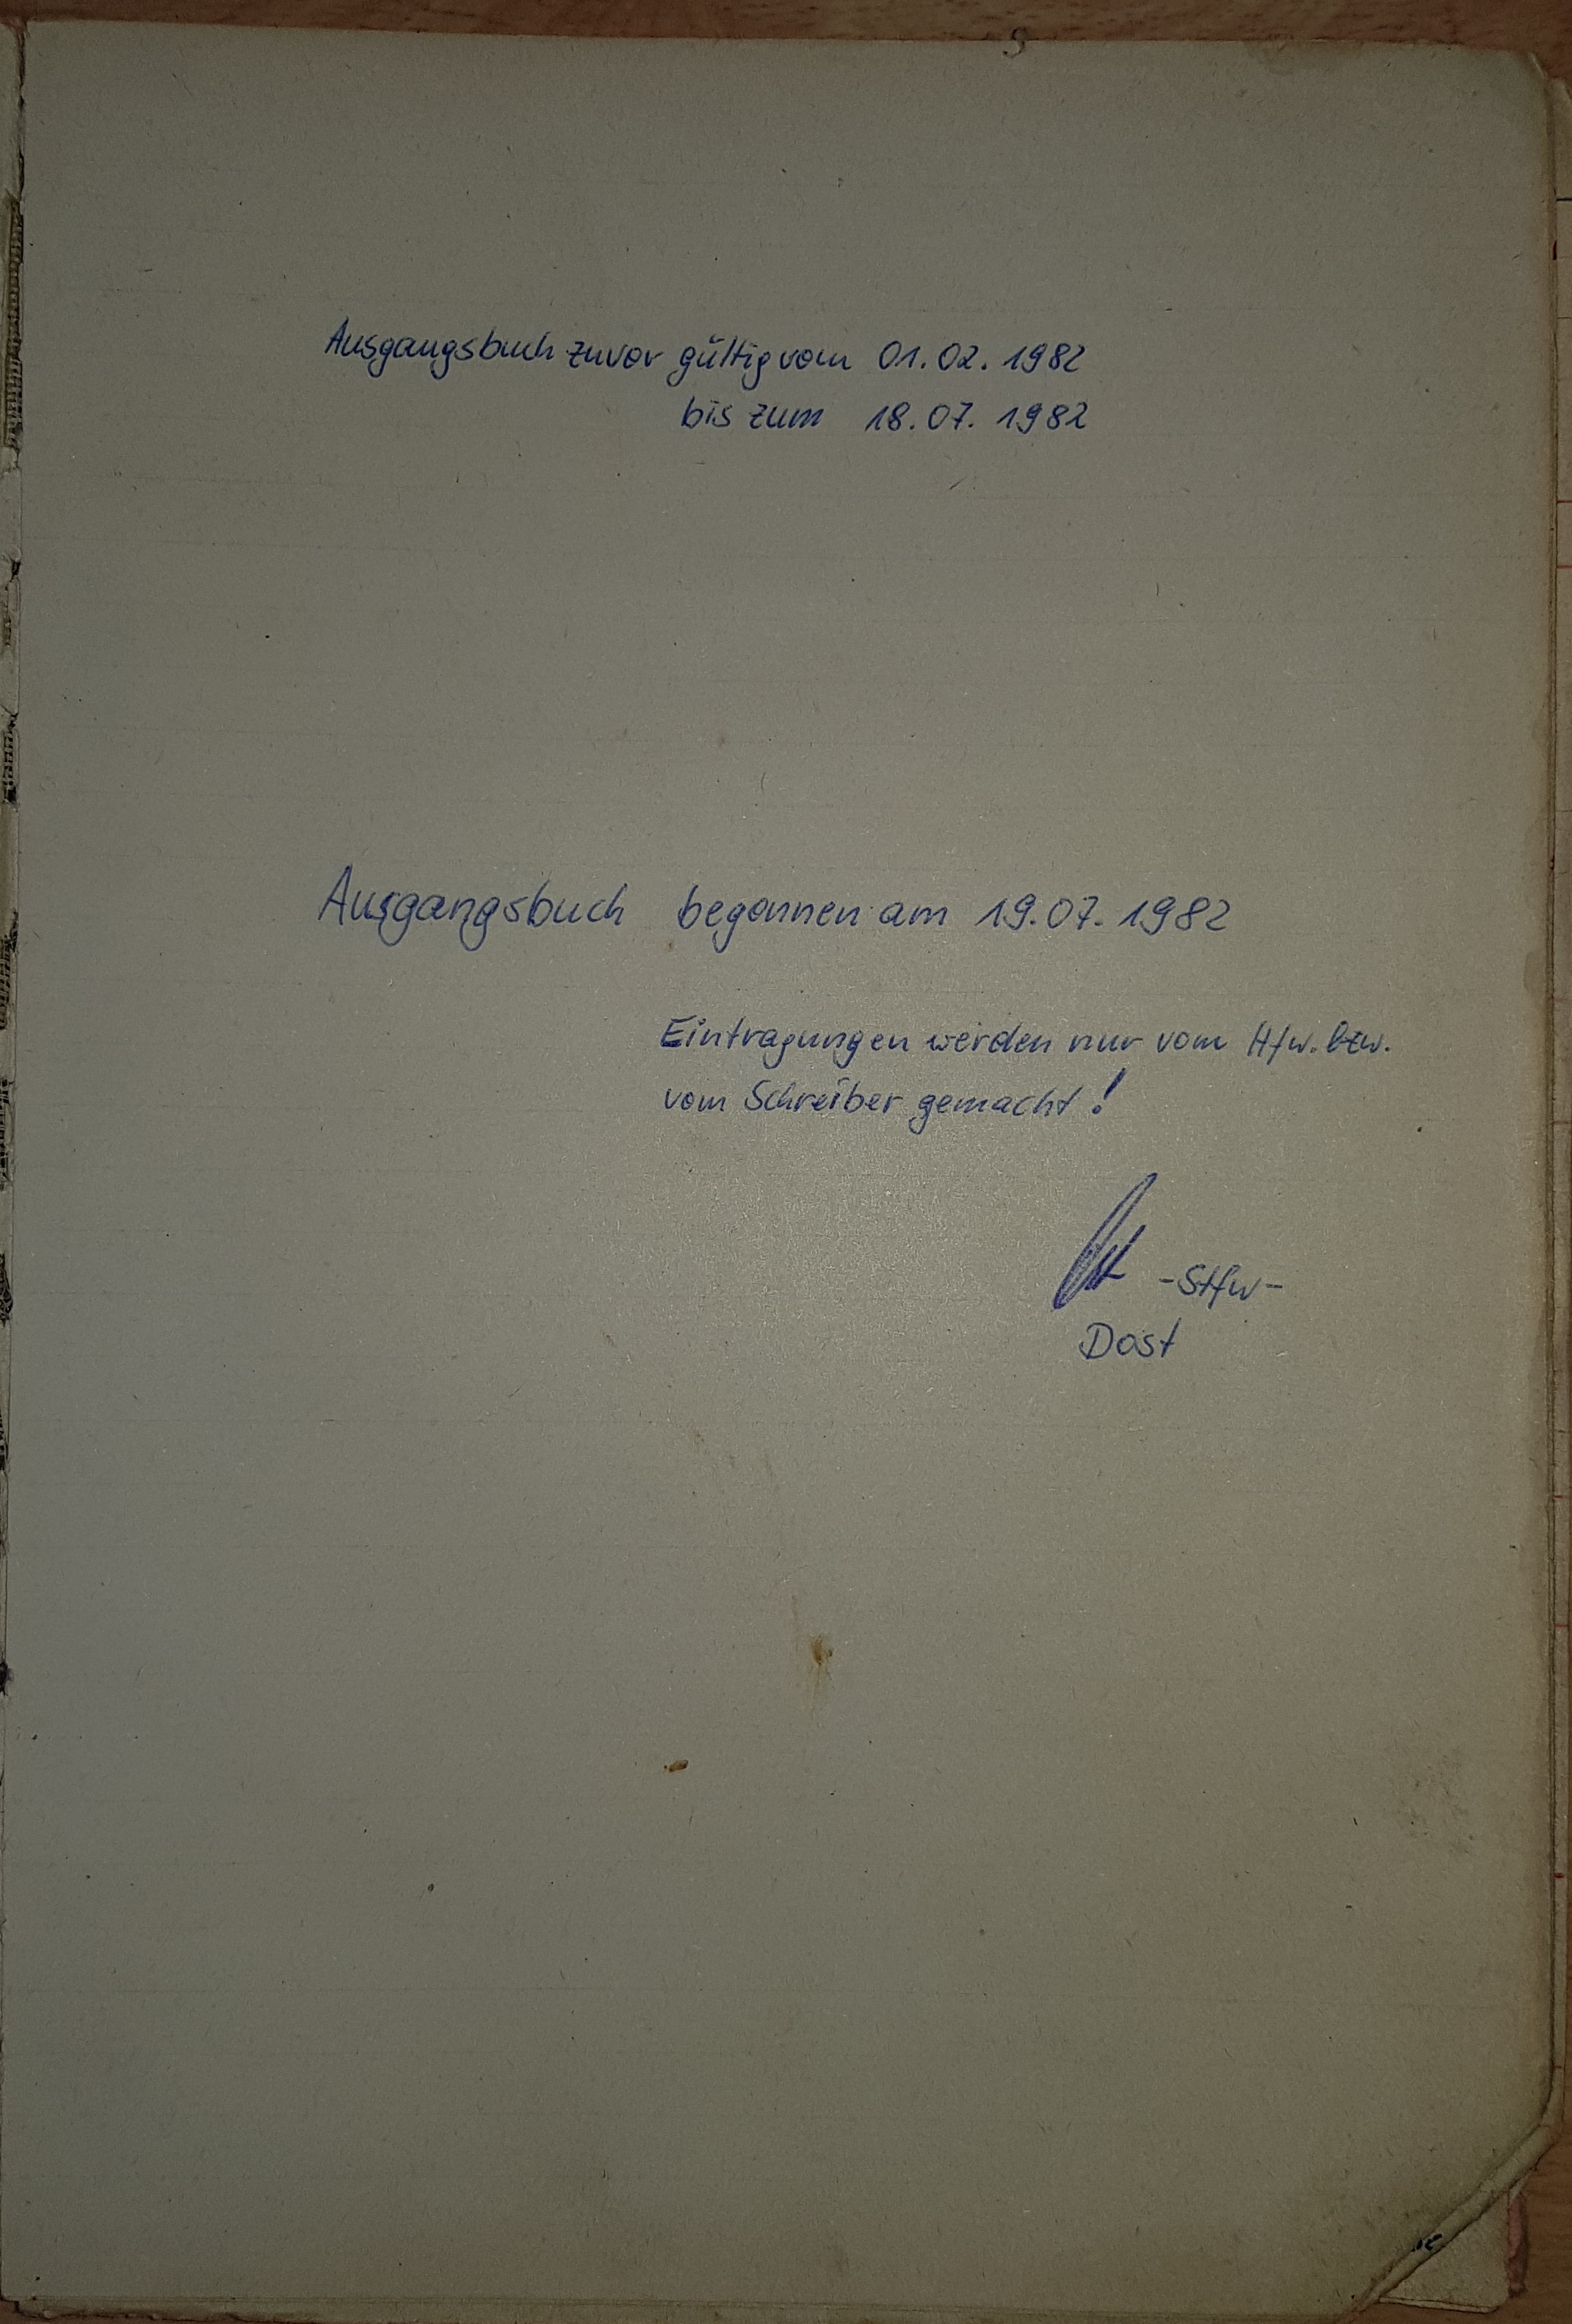 Ausgangsbuch zuvor gültig vom 01.02.1982
bis zum 18.07.1982
Ausgangsbuch begonnen am 19.07.1982
Eintragungen werden nur vom Hfw. bzw.
vom Schreiber gemacht!
-Stfw-
Dost